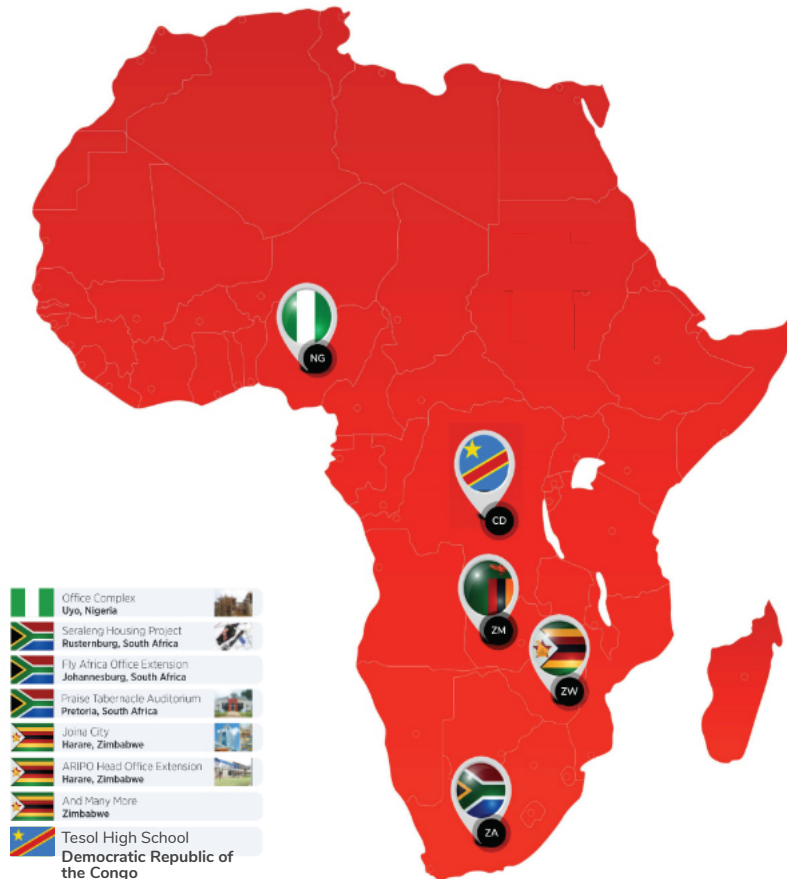 NG
CD
ZM
ZW
ZA
Office Complex
Uyo, Nigeria
Seraleng Housing Project
Rusternburg, South Africa
Fly Africa Office Extension
Johannesburg, South Africa
Praise Tabernacle Auditorium
Pretoria, South Africa
Joina City
Harare, Zimbabwe
ARIPO Head Office Extension
Harare, Zimbabwe
And Many More
Zimbabwe
Tesol High School
Democratic Republic of
the Congo